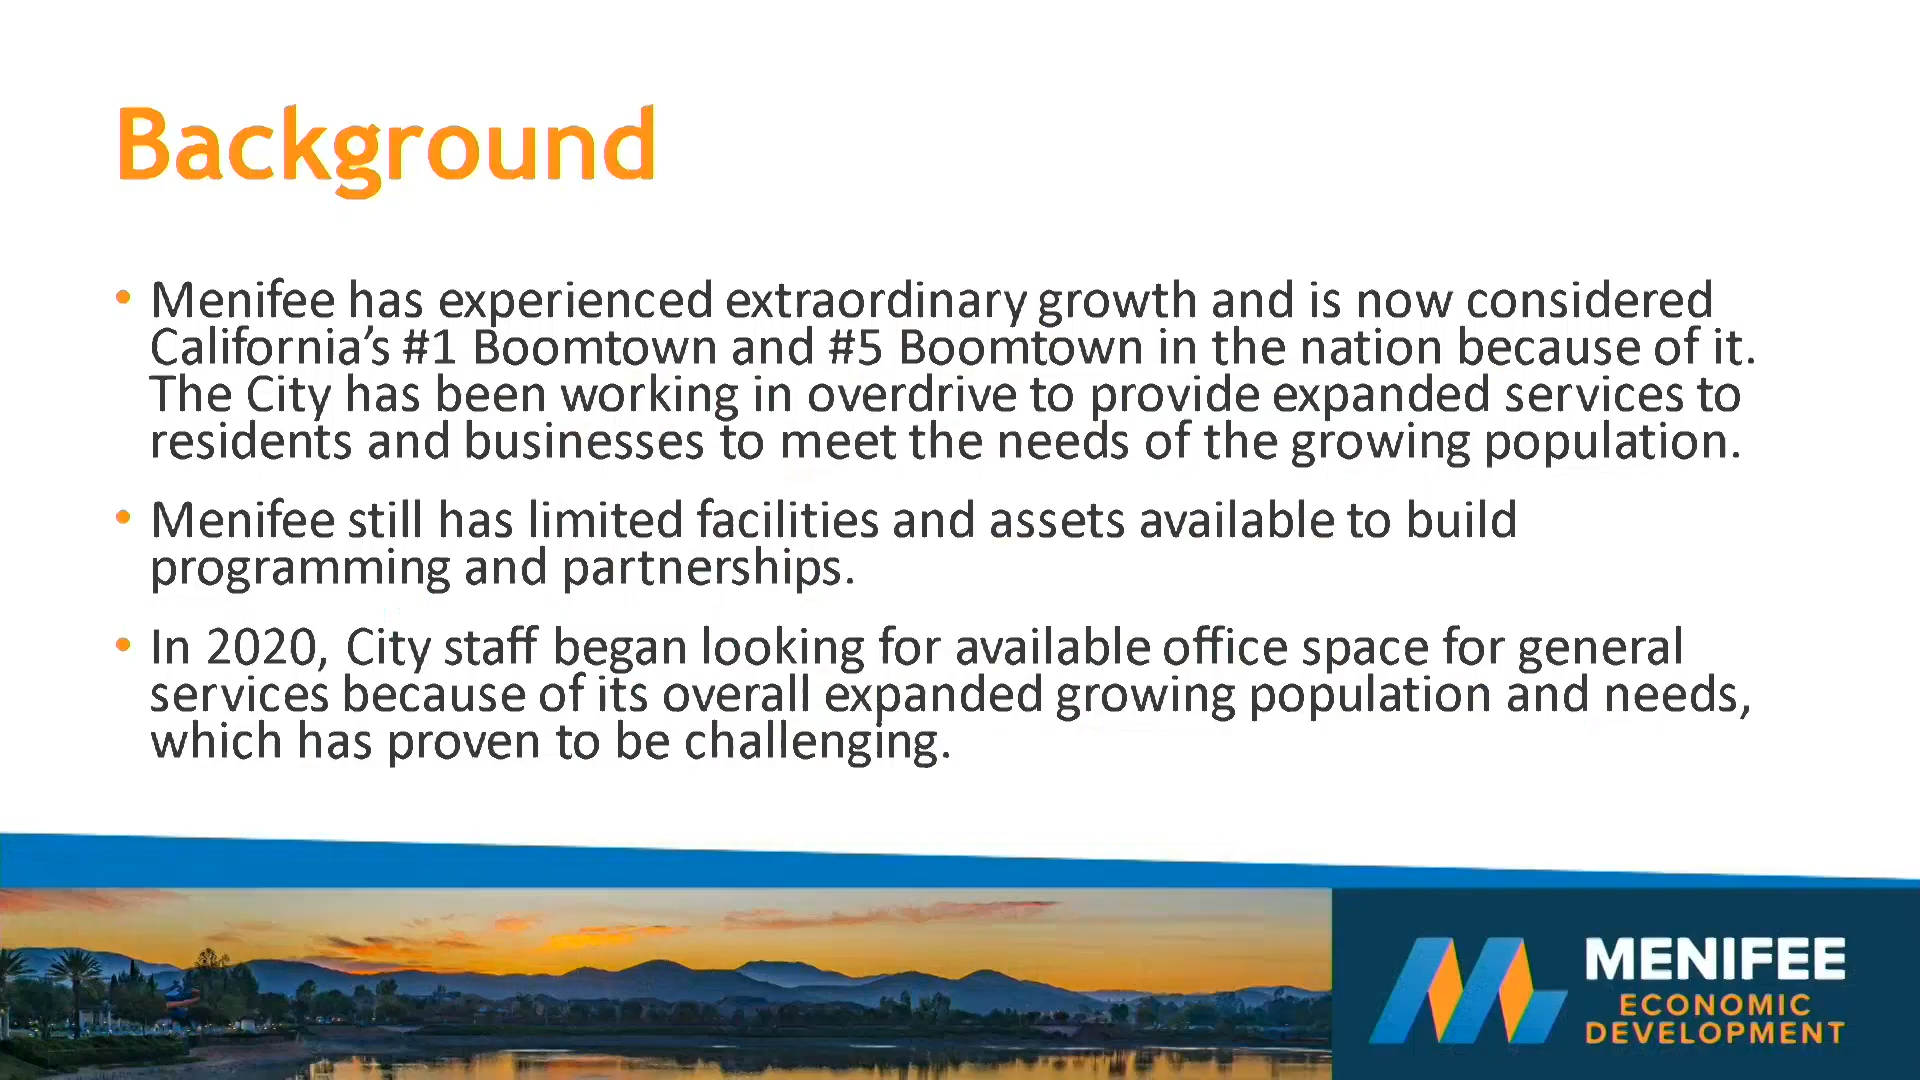 Background
• Menifee has experienced extraordinary growth and is now considered
California’s #1 Boomtown and #5 Boomtown in the nation because of it.
The City has been working in overdrive to provide expanded services to
residents and businesses to meet the needs of the growing population.
• Menifee still has limited facilities and assets available to build
programming and partnerships.
• In 2020, City staff began looking for available office space for general
services because of its overall expanded growing population and needs,
which has proven to be challenging.
MENIFEE
ECONOMIC
DEVELOPMENT